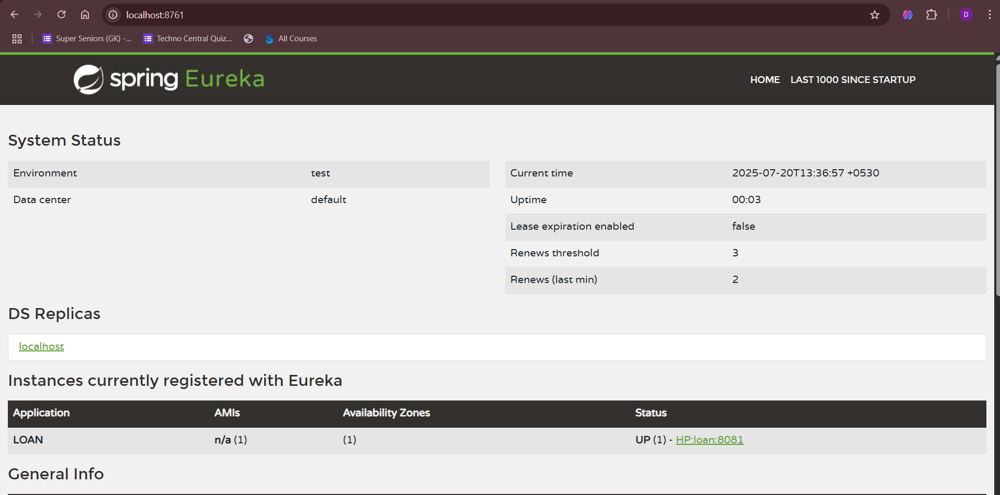 localhost:8761
D
Super Seniors (GK) -...
Techno Central Quiz...
All Courses
spring Eureka
HOME LAST 1000 SINCE STARTUP
System Status
Environment test
Data center default
Current time 2025-07-20T13:36:57 +0530
Uptime 00:03
Lease expiration enabled false
Renews threshold 3
Renews (last min) 2
DS Replicas
localhost
Instances currently registered with Eureka
Application AMIs Availability Zones Status
LOAN n/a (1) (1) UP (1) - HP:loan:8081
General Info